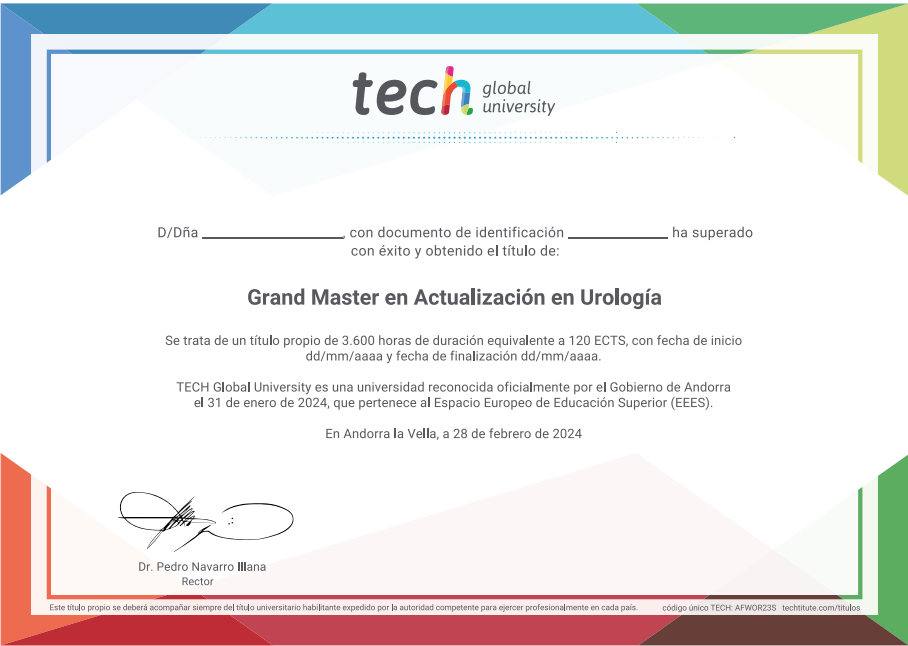 tech global
university
D/Dña ____________________, con documento de identificación ______________ ha superado
con éxito y obtenido el título de:
Grand Master en Actualización en Urología
Se trata de un título propio de 3.600 horas de duración equivalente a 120 ECTS, con fecha de inicio
dd/mm/aaaa y fecha de finalización dd/mm/aaaa.
TECH Global University es una universidad reconocida oficialmente por el Gobierno de Andorra
el 31 de enero de 2024, que pertenece al Espacio Europeo de Educación Superior (EEES).
En Andorra la Vella, a 28 de febrero de 2024
Dr. Pedro Navarro Illana
Rector
Este título propio se deberá acompañar siempre del título universitario habilitante expedido por la autoridad competente para ejercer profesionalmente en cada país. código único TECH: AFWOR23S techtitute.com/titulos